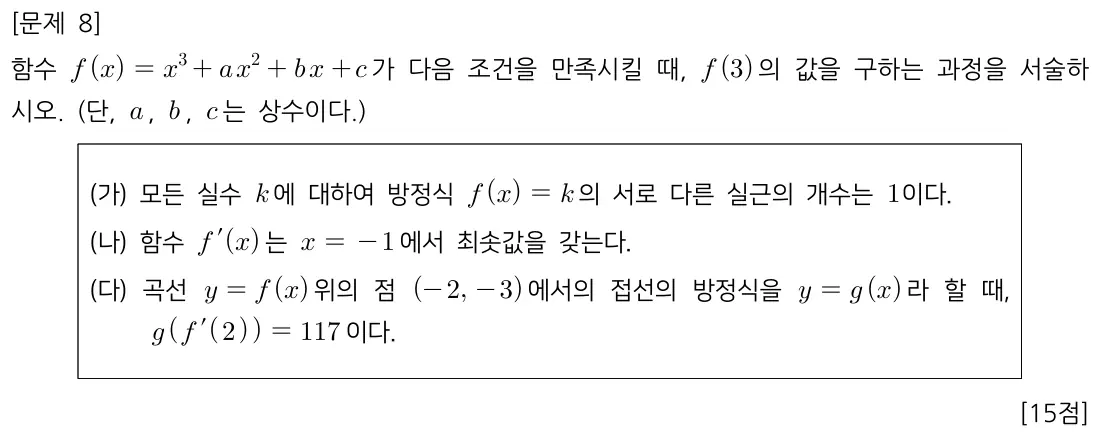 [문제 8]
함수 f(x) = x³ + ax² + bx + c가 다음 조건을 만족시킬 때, f(3)의 값을 구하는 과정을 서술하
시오. (단, a, b, c는 상수이다.)
(가) 모든 실수 k에 대하여 방정식 f(x) = k의 서로 다른 실근의 개수는 1이다.
(나) 함수 f′(x)는 x = −1에서 최솟값을 갖는다.
(다) 곡선 y = f(x)위의 점 (−2, −3)에서의 접선의 방정식을 y = g(x)라 할 때,
g(f′(2)) = 117이다.
[15점]